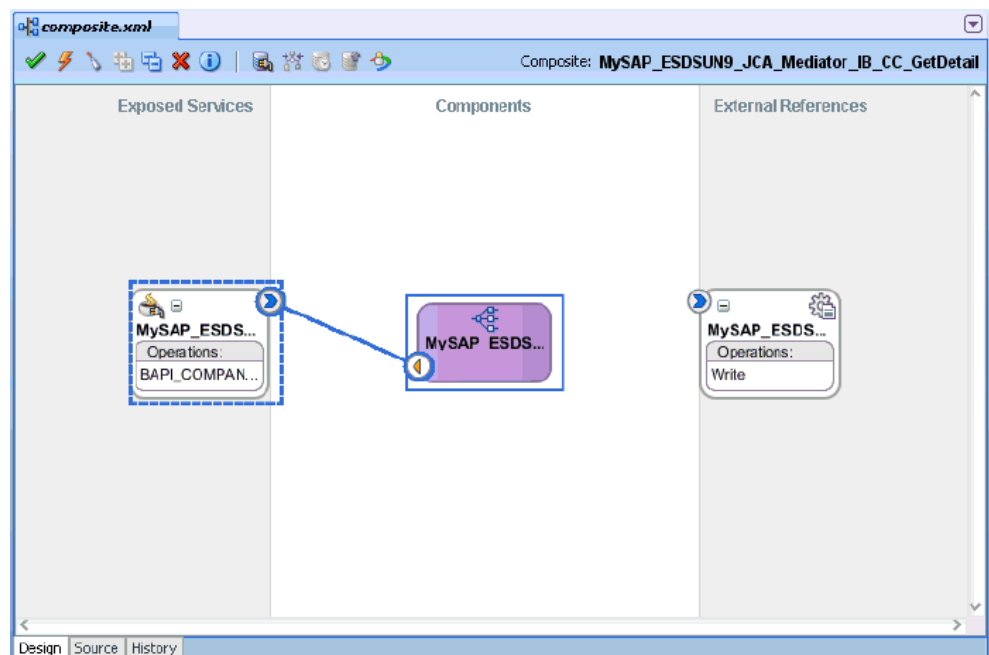 composite.xml
Composite: MySAP_ESDSUN9_JCA_Mediator_IB_CC_GetDetail
Exposed Services
Components
External References
MySAP_ESDS...
Operations:
BAPI_COMPAN...
MySAP_ESDS...
MySAP_ESDS...
Operations:
Write
Design Source History